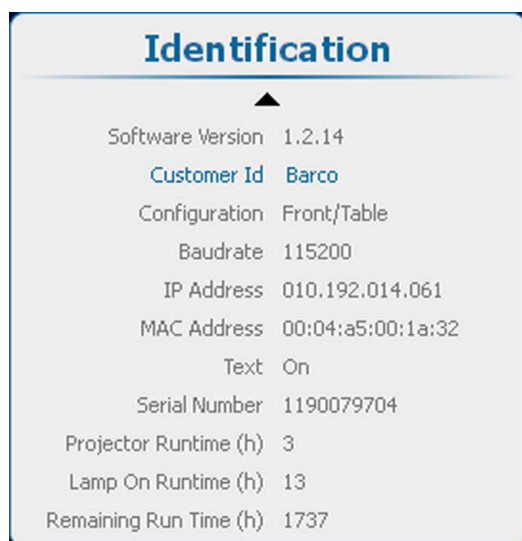 Identification
Software Version 1.2.14
Customer Id Barco
Configuration Front/Table
Baudrate 115200
IP Address 010.192.014.061
MAC Address 00:04:a5:00:1a:32
Text On
Serial Number 1190079704
Projector Runtime (h) 3
Lamp On Runtime (h) 13
Remaining Run Time (h) 1737